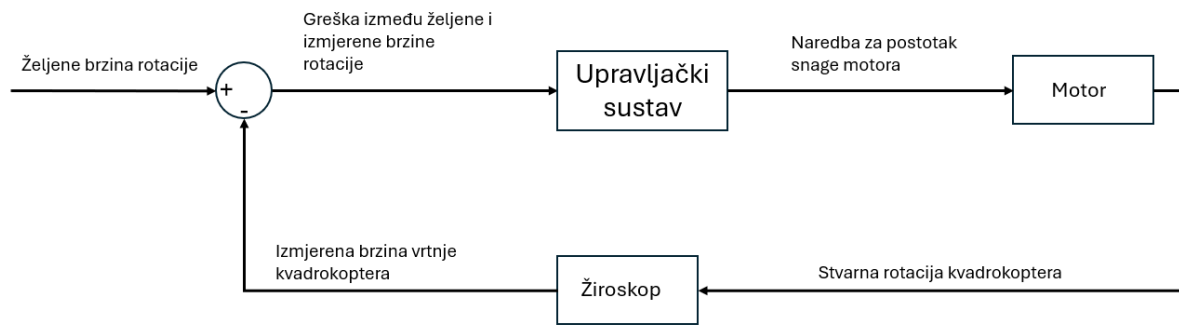 Greška između željene i
izmjerene brzine
rotacije
Željene brzina rotacije
+
-
Upravljački
sustav
Naredba za postotak
snage motora
Motor
Izmjerena brzina vrtnje
kvadrokoptera
Žiroskop
Stvarna rotacija kvadrokoptera